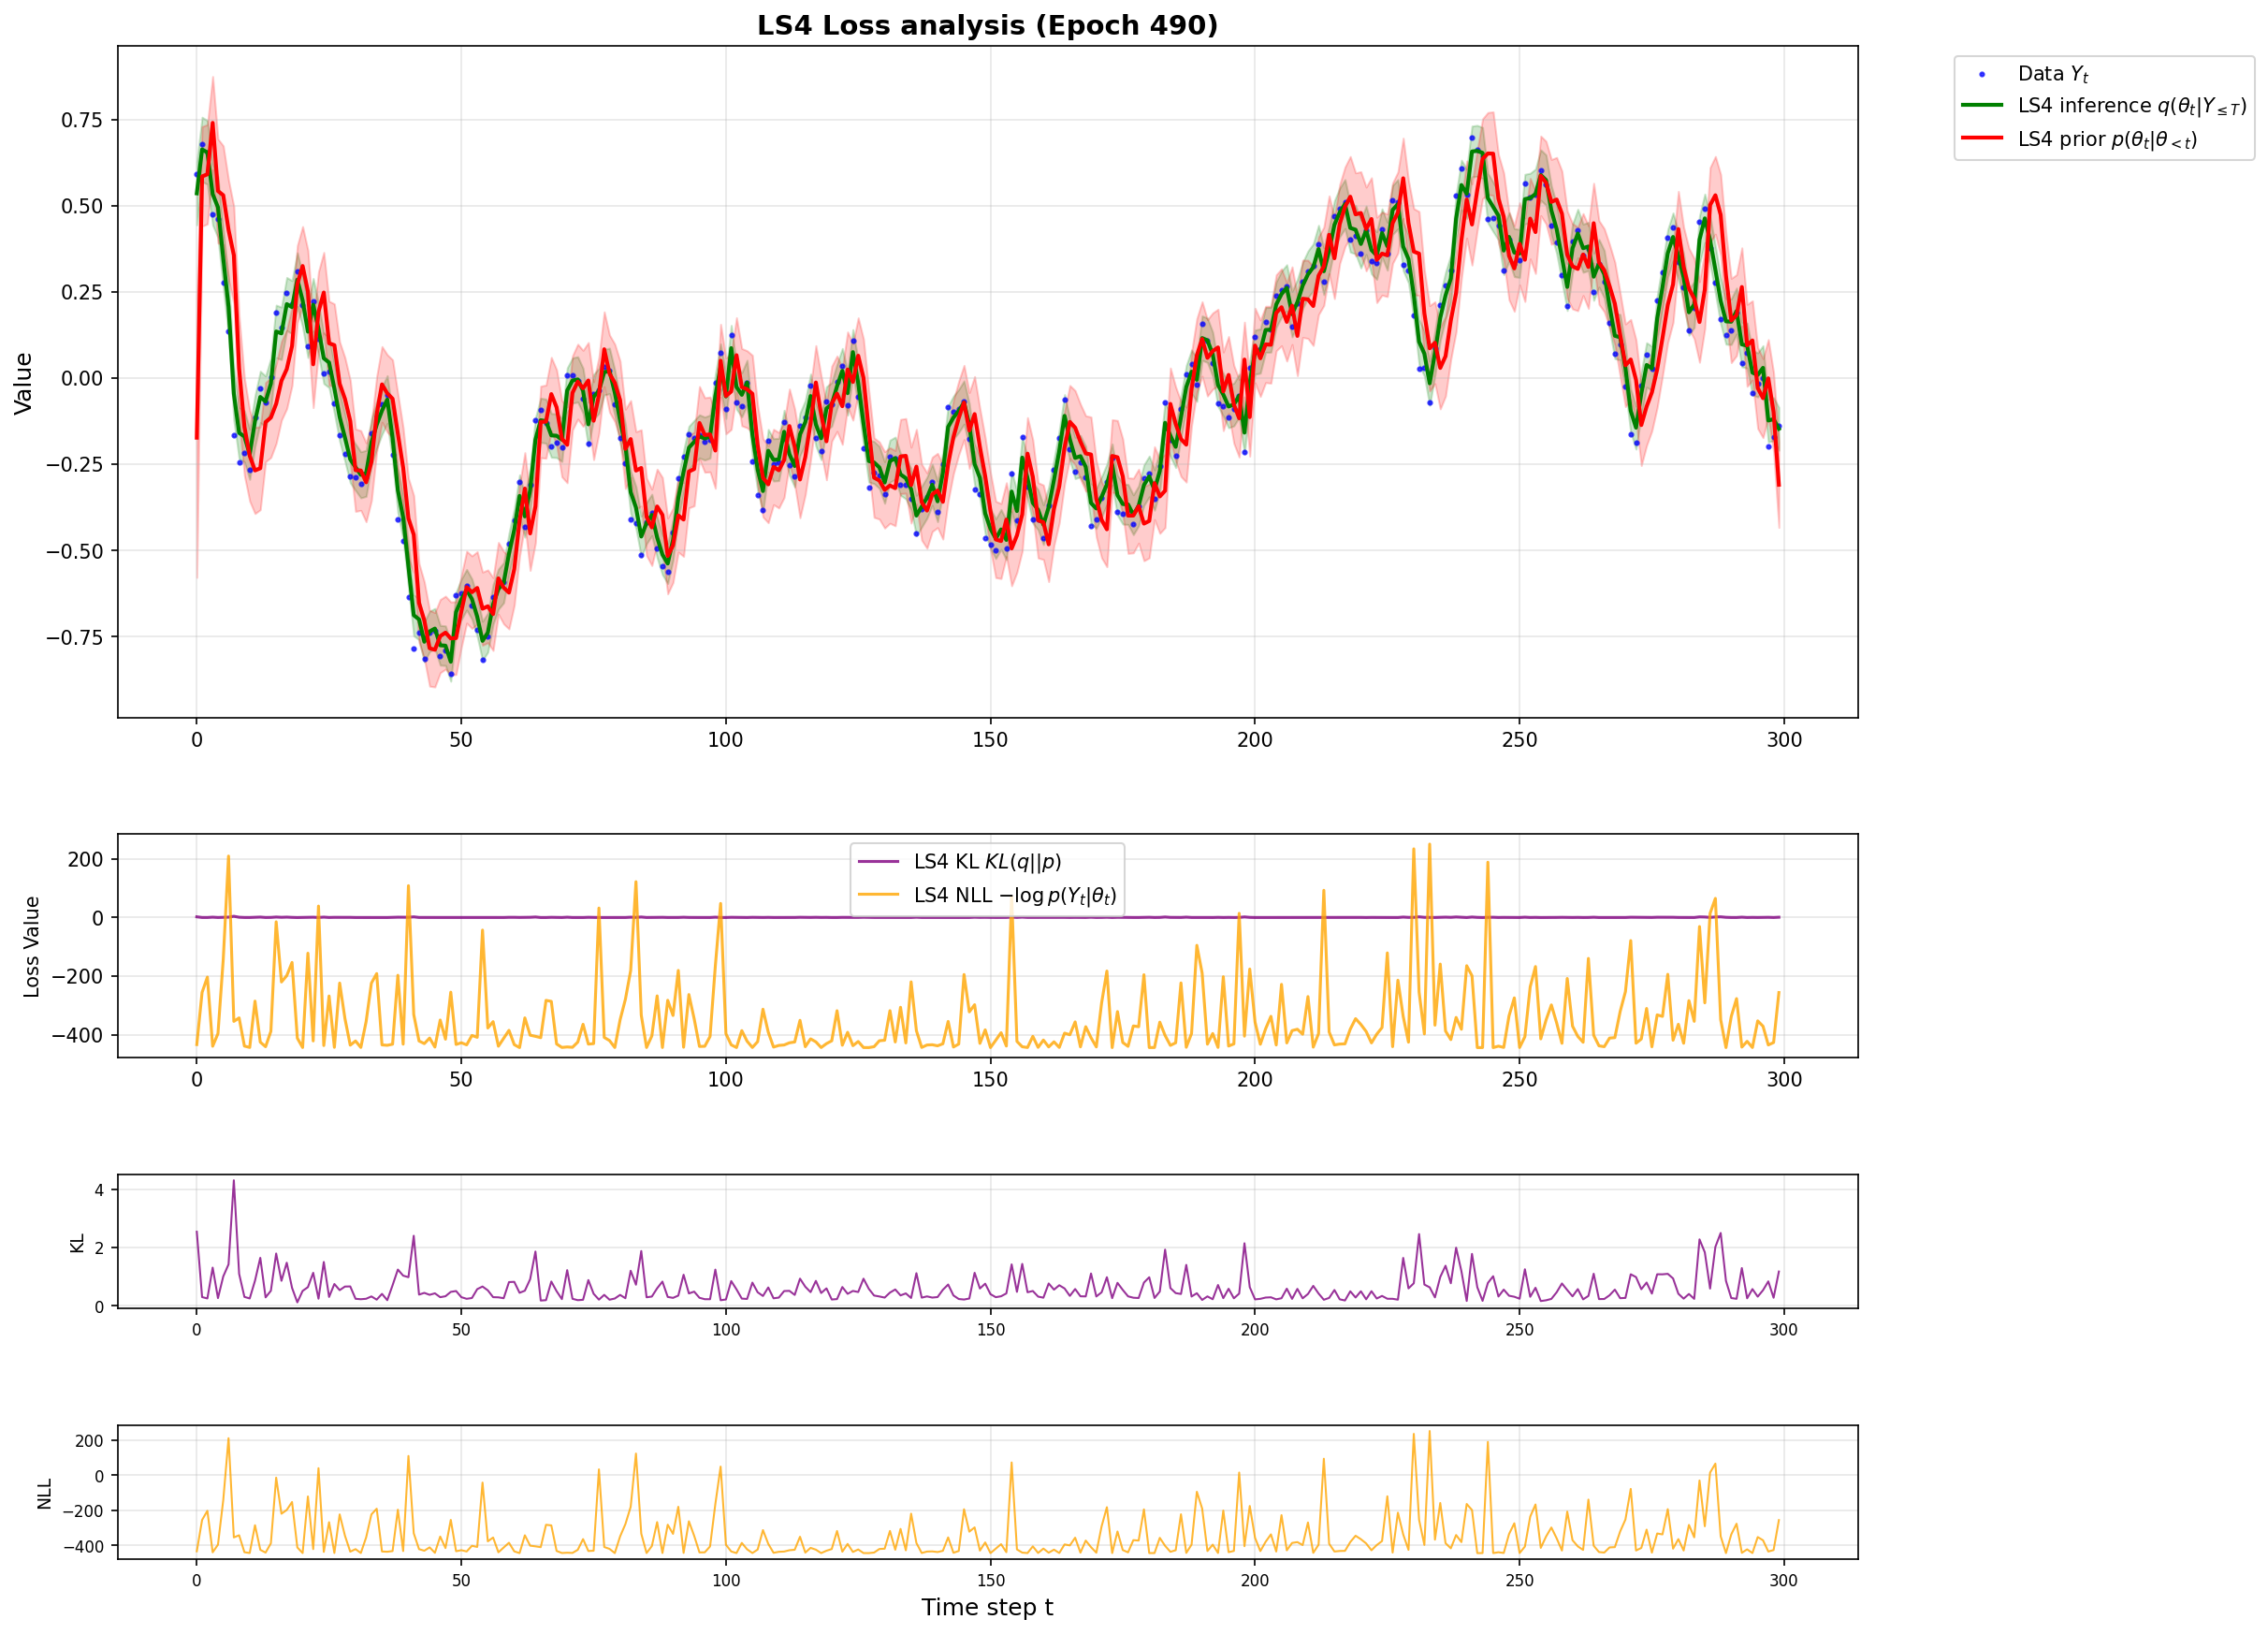 LS4 Loss analysis (Epoch 490)
Value
0.75
0.50
0.25
0.00
−0.25
−0.50
−0.75
0 50 100 150 200 250 300
Data Y_t
LS4 inference q(θ_t|Y_{≤T})
LS4 prior p(θ_t|θ_{<t})
Loss Value
200
0
−200
−400
LS4 KL KL(q||p)
LS4 NLL −log p(Y_t|θ_t)
0 50 100 150 200 250 300
KL
4
2
0
0 50 100 150 200 250 300
NLL
200
0
−200
−400
0 50 100 150 200 250 300
Time step t